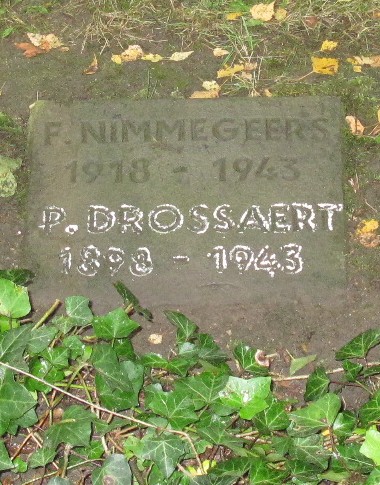 F. NIMMEGEERS
1918 - 1943
P. DROSSAERT
1898 - 1943